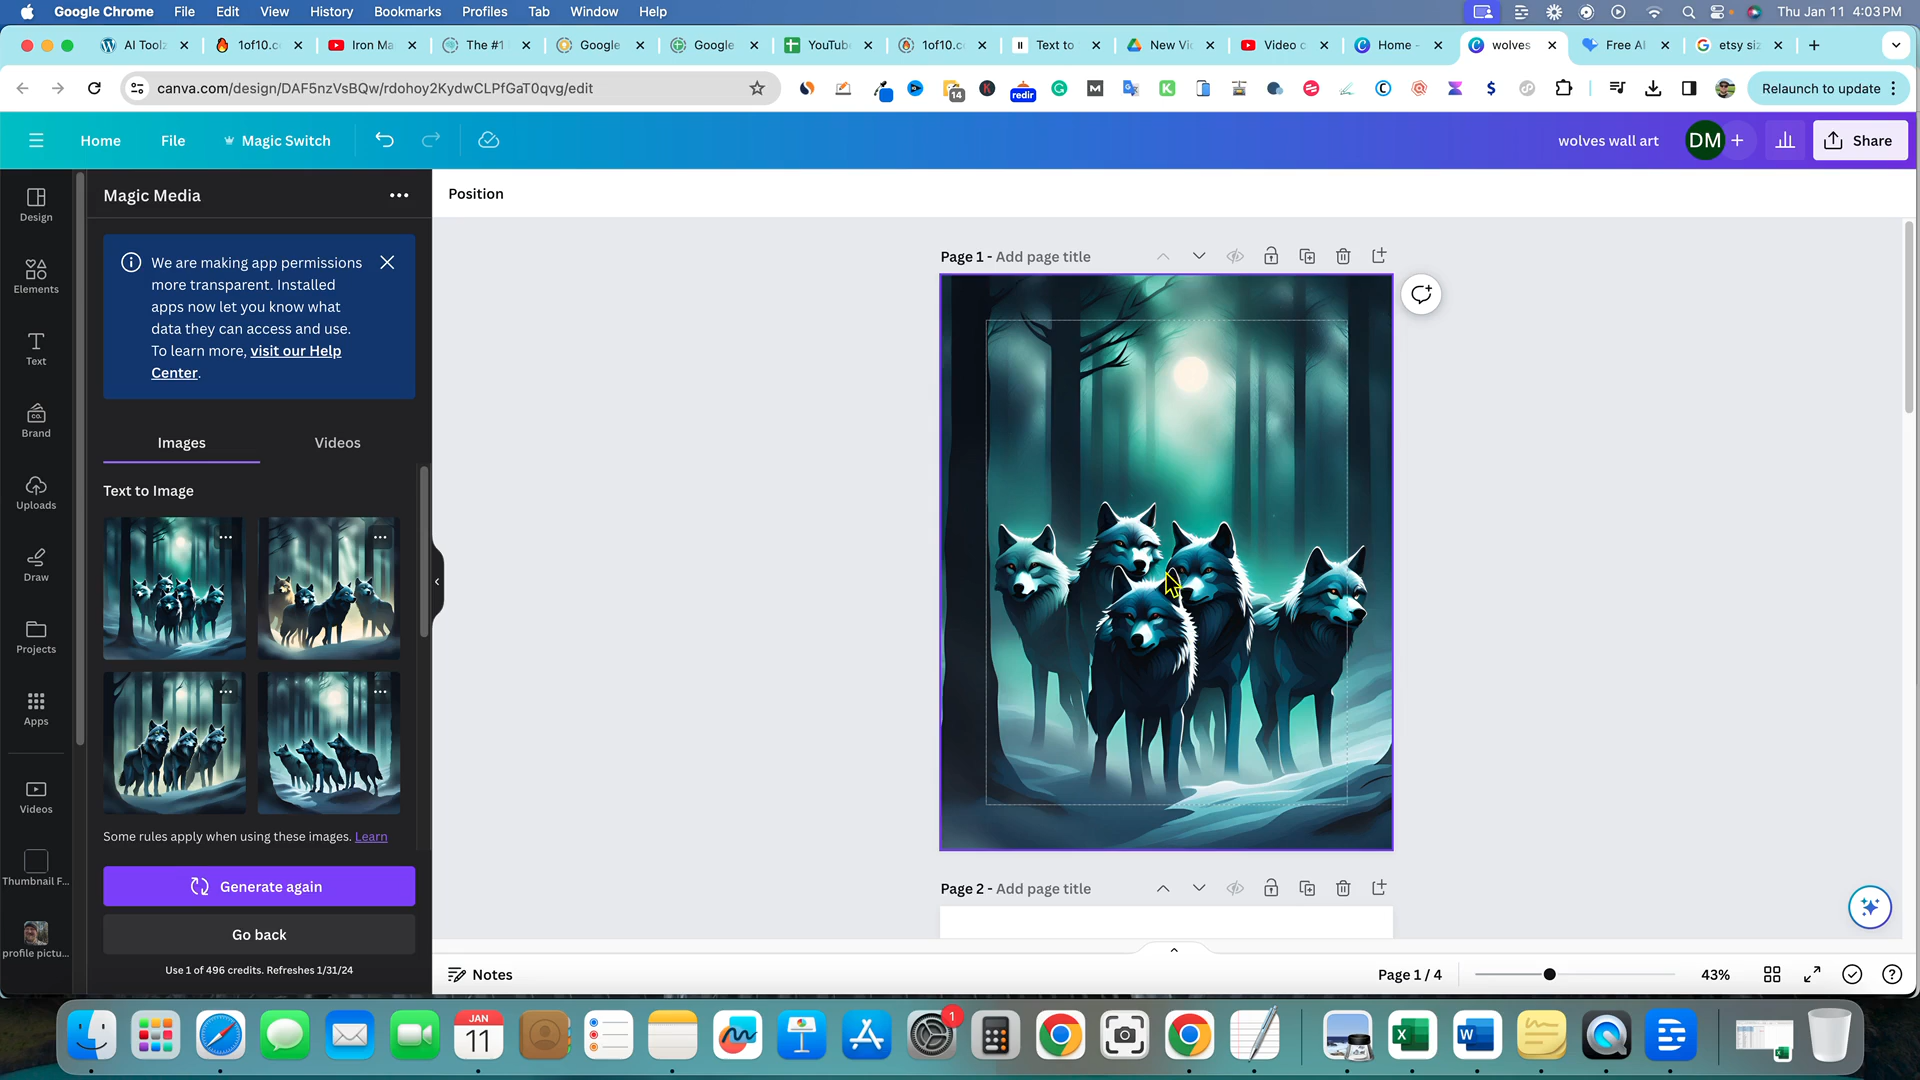 Google Chrome File Edit View History Bookmarks Profiles Tab Window Help Thu Jan 11 4:03 PM
AI Tool 1of10.c Iron Ma The #1 Google Google YouTub 1of10.c Text to New Vi Video c Home - wolves Free AI etsy siz
canva.com/design/DAF5nzVsBQw/rdohoy2KydwCLPfGaT0qvg/edit 14 redir Relaunch to update
Home File Magic Switch wolves wall art DM + Share
Magic Media
Position
Design
Elements
Text
Brand
Uploads
Draw
Projects
Apps
Videos
Thumbnail F...
profile pictu...
We are making app permissions
more transparent. Installed
apps now let you know what
data they can access and use.
To learn more, visit our Help
Center.
Images Videos
Text to Image
Some rules apply when using these images. Learn
Generate again
Go back
Use 1 of 496 credits. Refreshes 1/31/24
Page 1 - Add page title
Page 2 - Add page title
Notes Page 1 / 4 43%
JAN
11
1